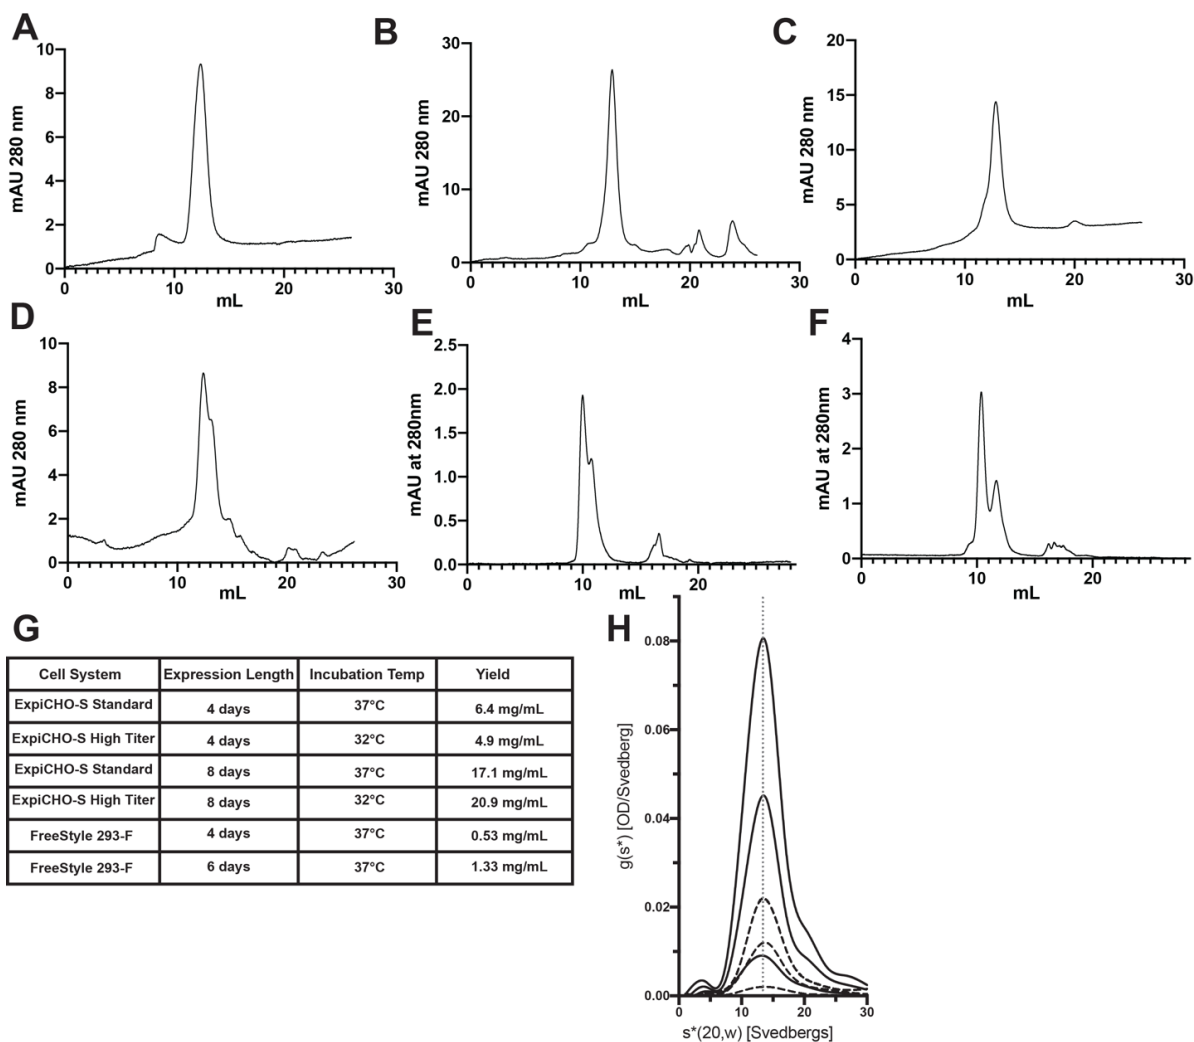 A
10
8
6
4
2
0
mAU 280 nm
0 10 20 30
mL
B
30
20
10
0
mAU 280 nm
0 10 20 30
mL
C
20
15
10
5
0
mAU 280 nm
0 10 20 30
mL
D
10
8
6
4
2
0
mAU 280 nm
0 10 20 30
mL
E
2.5
2.0
1.5
1.0
0.5
0.0
mAU at 280nm
0 10 20
mL
F
4
3
2
1
0
mAU at 280nm
0 10 20
mL
G
Cell System Expression Length Incubation Temp Yield
ExpiCHO-S Standard 4 days 37°C 6.4 mg/mL
ExpiCHO-S High Titer 4 days 32°C 4.9 mg/mL
ExpiCHO-S Standard 8 days 37°C 17.1 mg/mL
ExpiCHO-S High Titer 8 days 32°C 20.9 mg/mL
FreeStyle 293-F 4 days 37°C 0.53 mg/mL
FreeStyle 293-F 6 days 37°C 1.33 mg/mL
H
0.08
0.06
0.04
0.02
0.00
g(s*) [OD/Svedberg]
0 10 20 30
s*(20,w) [Svedbergs]